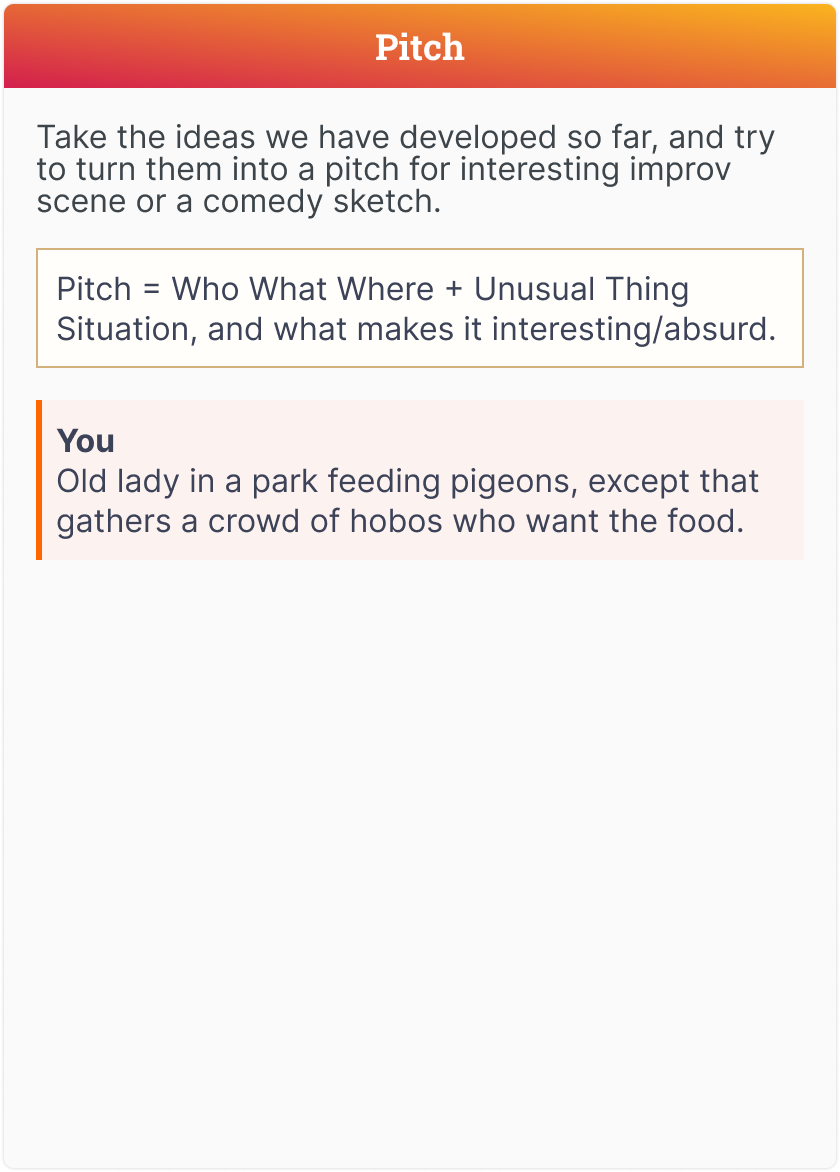 Pitch
Take the ideas we have developed so far, and try
to turn them into a pitch for interesting improv
scene or a comedy sketch.
Pitch = Who What Where + Unusual Thing
Situation, and what makes it interesting/absurd.
You
Old lady in a park feeding pigeons, except that
gathers a crowd of hobos who want the food.